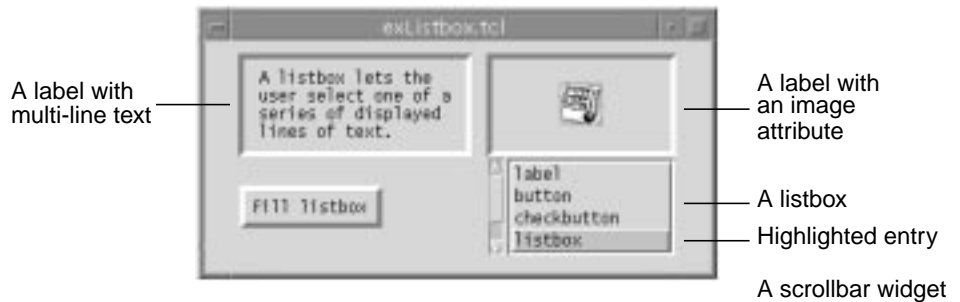 exListbox.tcl
A label with
multi-line text
A listbox lets the
user select one of a
series of displayed
lines of text.
A label with
an image
attribute
Fill listbox
label
button
checkbutton
listbox
A listbox
Highlighted entry
A scrollbar widget